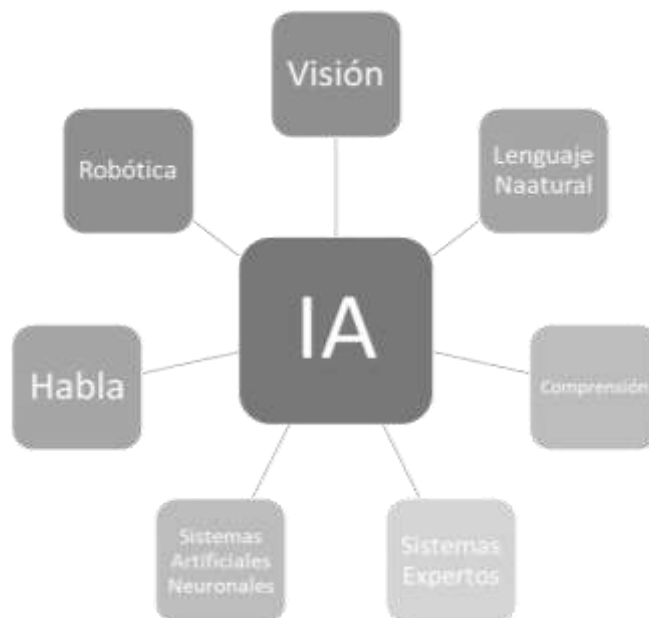 Visión
Lenguaje
Naatural
Comprensión
Sistemas
Expertos
Sistemas
Artificiales
Neuronales
Habla
Robótica
IA